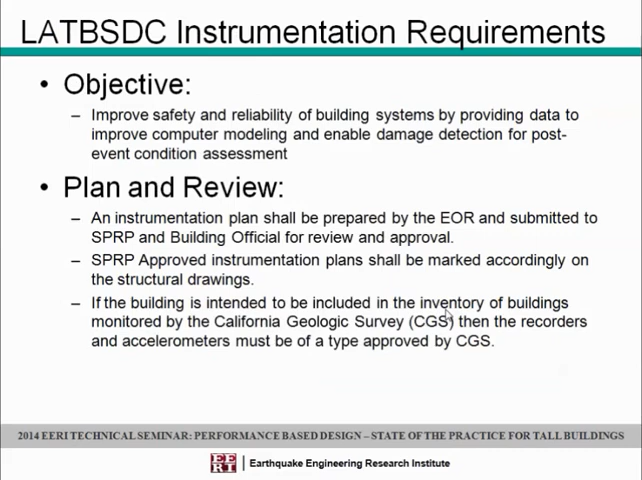 LATBSDC Instrumentation Requirements
• Objective:
– Improve safety and reliability of building systems by providing data to
improve computer modeling and enable damage detection for post-
event condition assessment
• Plan and Review:
– An instrumentation plan shall be prepared by the EOR and submitted to
SPRP and Building Official for review and approval.
– SPRP Approved instrumentation plans shall be marked accordingly on
the structural drawings.
– If the building is intended to be included in the inventory of buildings
monitored by the California Geologic Survey (CGS) then the recorders
and accelerometers must be of a type approved by CGS.
2014 EERI TECHNICAL SEMINAR: PERFORMANCE BASED DESIGN – STATE OF THE PRACTICE FOR TALL BUILDINGS
EERI Earthquake Engineering Research Institute